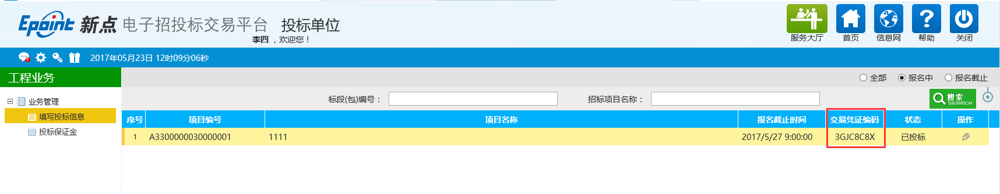 Epoint 新点 电子招投标交易平台 投标单位
李四 ，欢迎您！
服务大厅 首页 信息网 帮助 关闭
2017年05月23日 12时09分06秒
工程业务
全部 报名中 报名截止
业务管理
填写投标信息
投标保证金
标段(包)编号： 招标项目名称： 搜索 SEARCH
序号 项目编号 项目名称 报名截止时间 交易凭证编码 状态 操作
1 A3300000030000001 1111 2017/5/27 9:00:00 3GJC8C8X 已投标